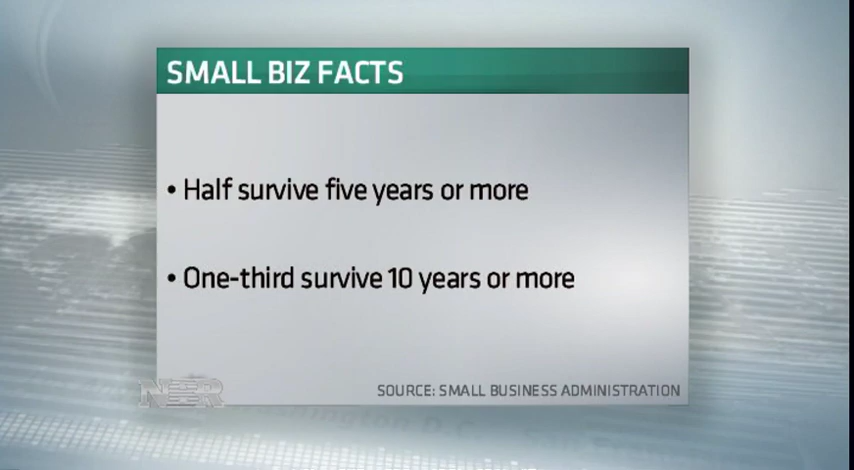 SMALL BIZ FACTS
• Half survive five years or more
• One-third survive 10 years or more
NBR
SOURCE: SMALL BUSINESS ADMINISTRATION